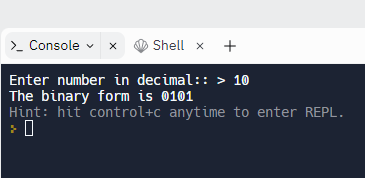 Console
Shell
Enter number in decimal:: > 10
The binary form is 0101
Hint: hit control+c anytime to enter REPL.